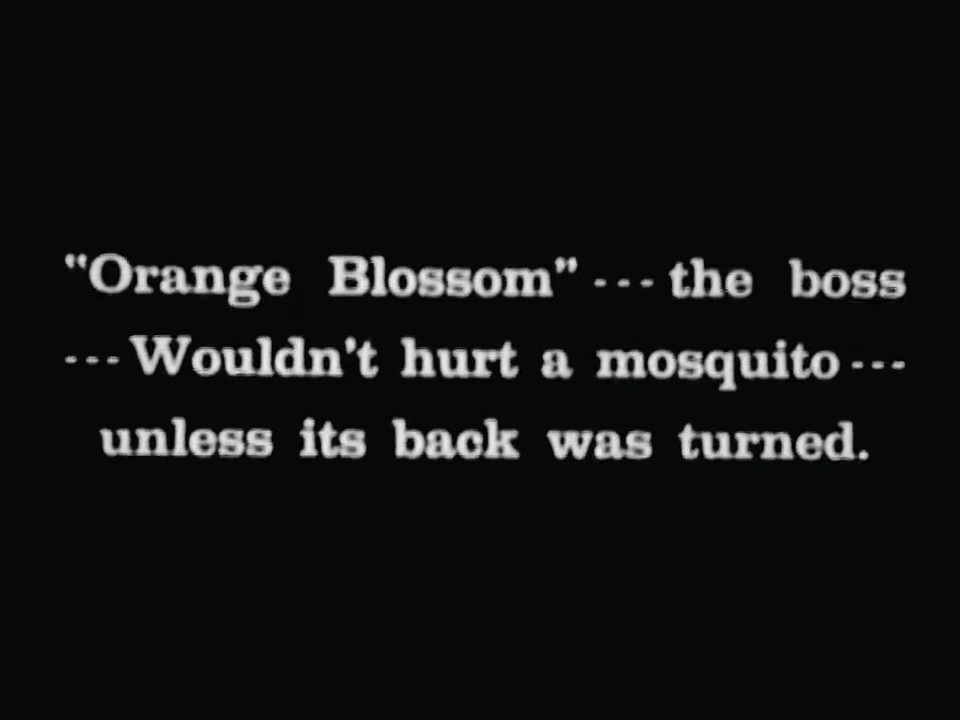 "Orange Blossom" --- the boss
--- Wouldn't hurt a mosquito ---
unless its back was turned.